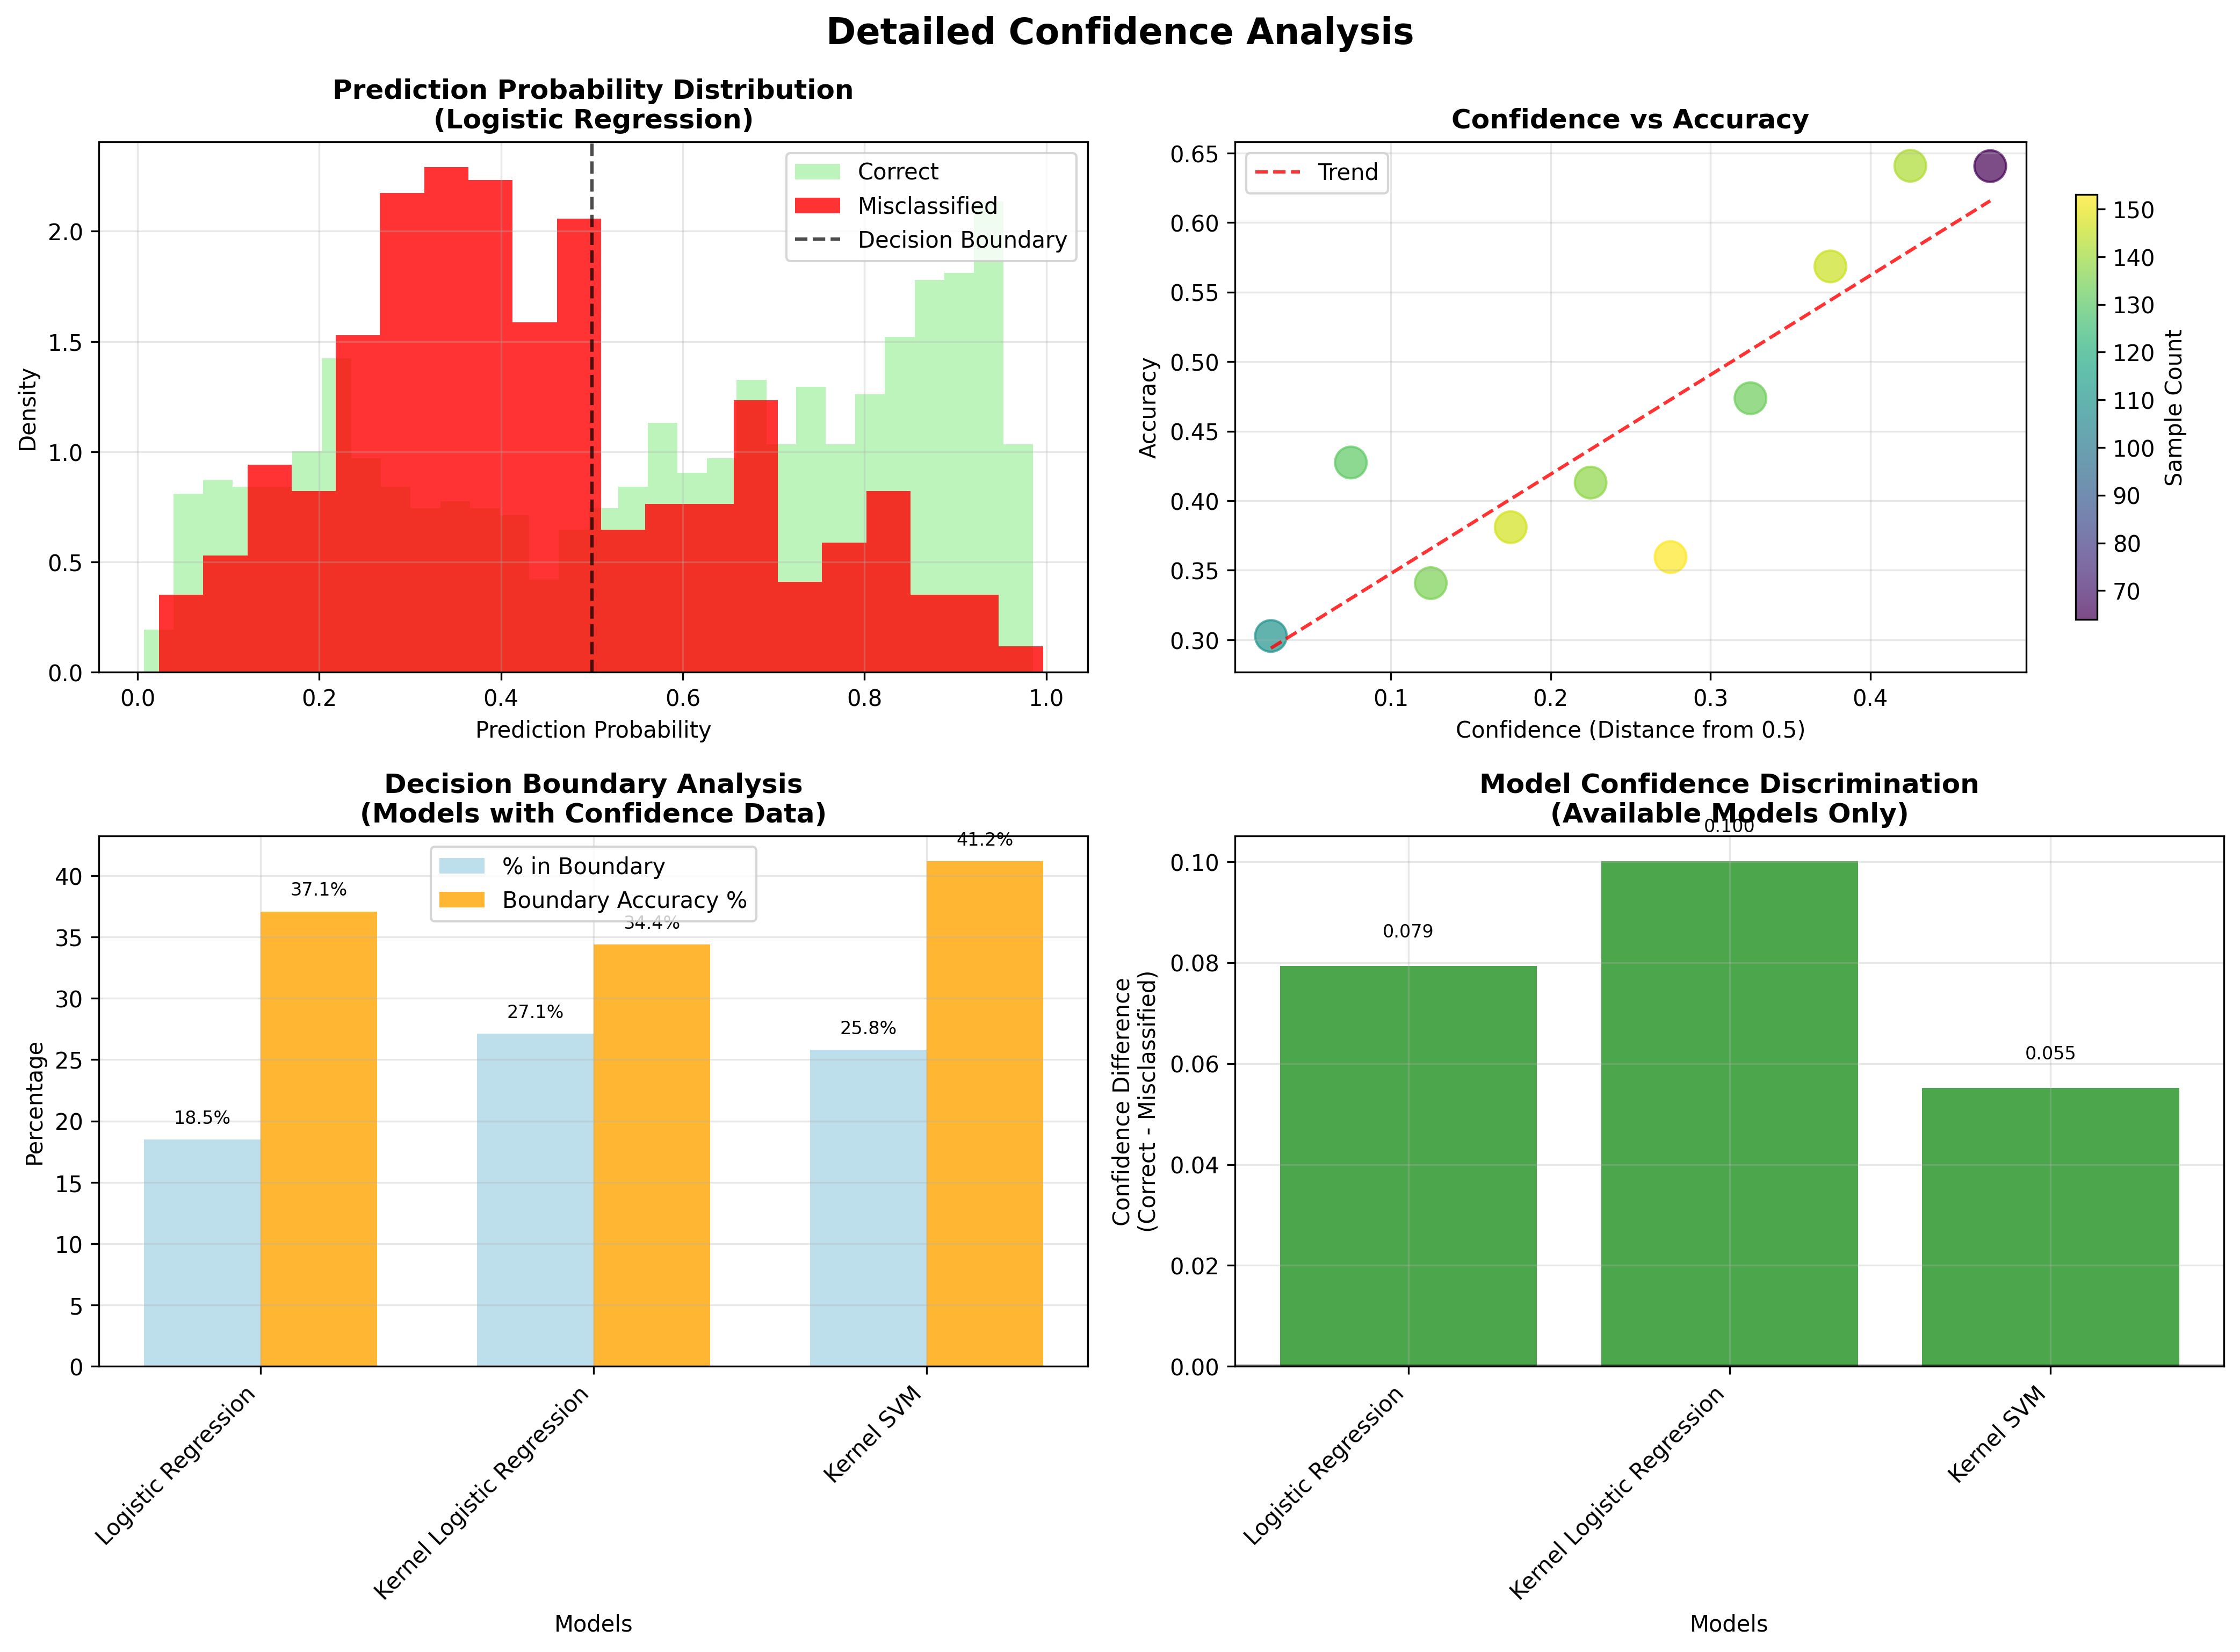 Detailed Confidence Analysis
Prediction Probability Distribution
(Logistic Regression)
Density
2.0
1.5
1.0
0.5
0.0
0.0
0.2
0.4
0.6
0.8
1.0
Prediction Probability
Correct
Misclassified
Decision Boundary
Confidence vs Accuracy
Accuracy
0.65
0.60
0.55
0.50
0.45
0.40
0.35
0.30
0.1
0.2
0.3
0.4
Confidence (Distance from 0.5)
Trend
150
140
130
120
110
100
90
80
70
Sample Count
Decision Boundary Analysis
(Models with Confidence Data)
Percentage
40
35
30
25
20
15
10
5
0
% in Boundary
Boundary Accuracy %
18.5%
37.1%
27.1%
34.4%
25.8%
41.2%
Logistic Regression
Kernel Logistic Regression
Kernel SVM
Models
Model Confidence Discrimination
(Available Models Only)
Confidence Difference
(Correct - Misclassified)
0.10
0.08
0.06
0.04
0.02
0.00
0.079
0.100
0.055
Logistic Regression
Kernel Logistic Regression
Kernel SVM
Models